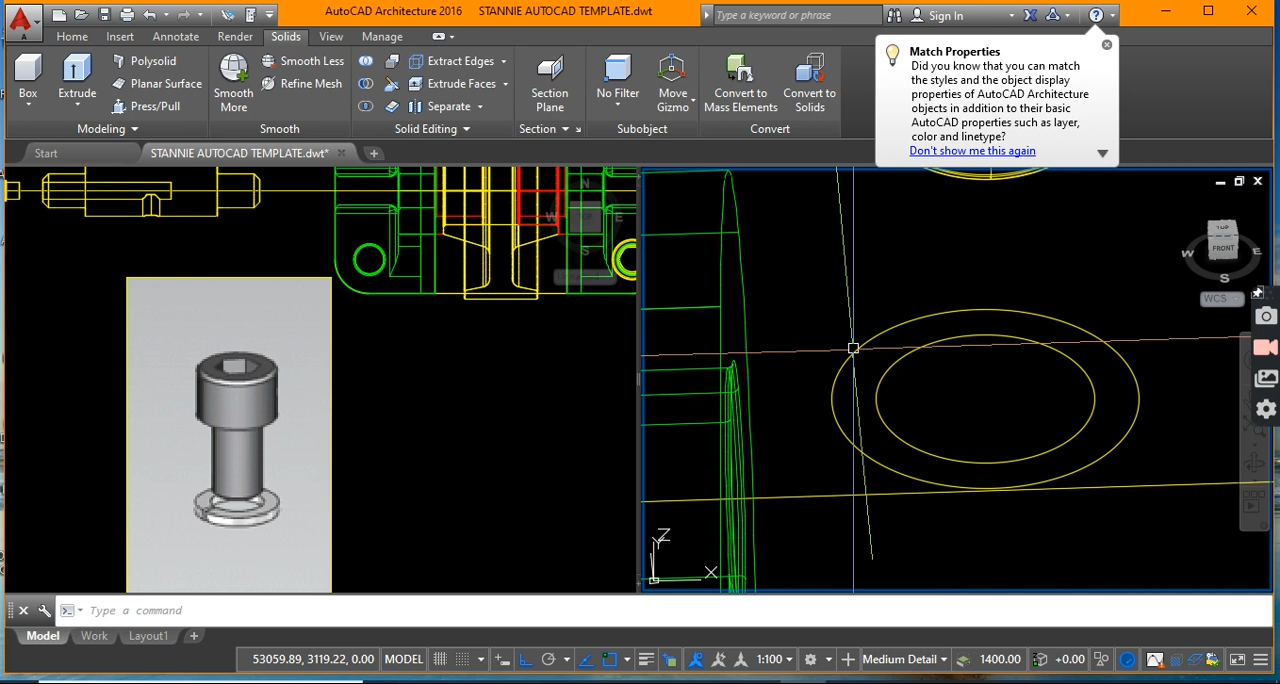 AutoCAD Architecture 2016 STANNIE AUTOCAD TEMPLATE.dwt
Type a keyword or phrase
Sign In
Home Insert Annotate Render Solids View Manage
Box
Extrude
Polysolid
Planar Surface
Press/Pull
Modeling
Smooth More
Smooth Less
Refine Mesh
Smooth
Extract Edges
Extrude Faces
Separate
Solid Editing
Section Plane
Section
No Filter
Move Gizmo
Subobject
Convert to Mass Elements
Convert to Solids
Convert
Match Properties
Did you know that you can match
the styles and the object display
properties of AutoCAD Architecture
objects in addition to their basic
AutoCAD properties such as layer,
color and linetype?
Don't show me this again
Start
STANNIE AUTOCAD TEMPLATE.dwt*
N
W E
S
TOP
FRONT
W E
S
WCS
Z
Y
X
Type a command
Model Work Layout1
53059.89, 3119.22, 0.00 MODEL 1:100 Medium Detail 1400.00 +0.00